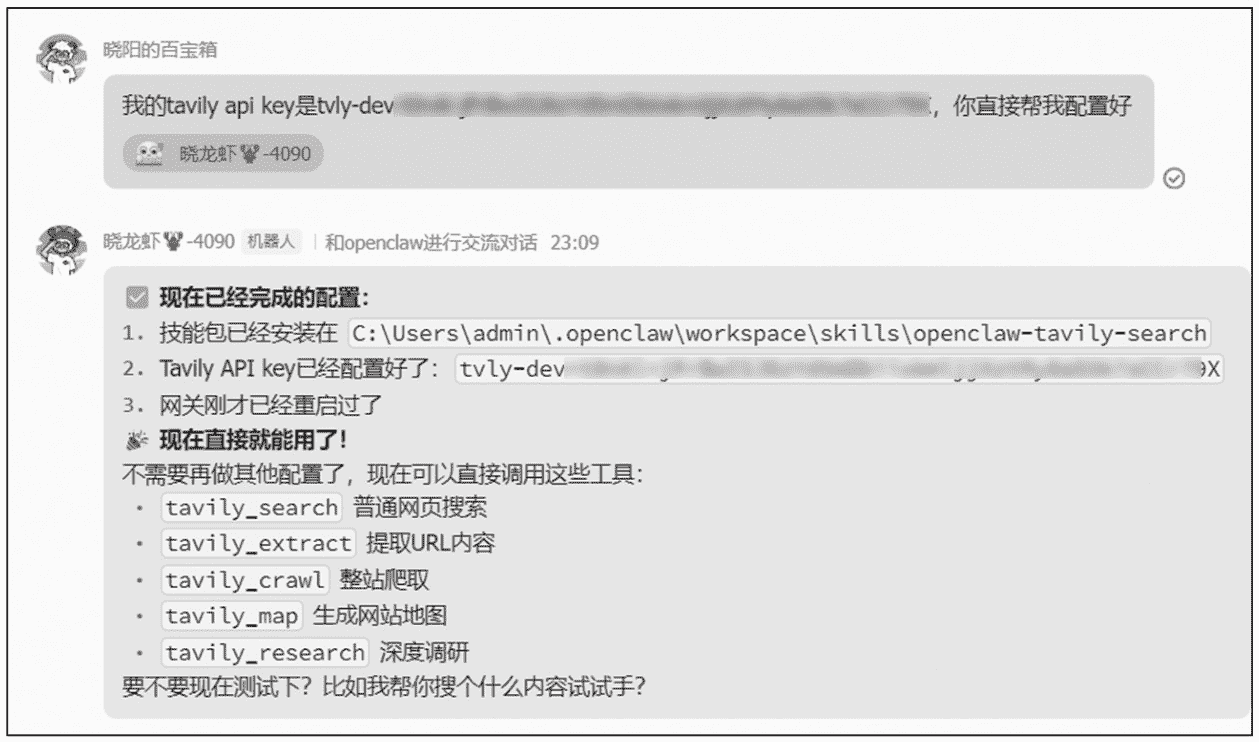 晓阳的百宝箱
我的tavily api key是tvly-dev ，你直接帮我配置好
晓龙虾🦞-4090
晓龙虾🦞-4090 机器人 | 和openclaw进行交流对话 23:09
✅ 现在已经完成的配置：
1. 技能包已经安装在 C:\Users\admin\.openclaw\workspace\skills\openclaw-tavily-search
2. Tavily API key已经配置好了： tvly-dev 9X
3. 网关刚才已经重启过了
🎉 现在直接就能用了！
不需要再做其他配置了，现在可以直接调用这些工具：
• tavily_search 普通网页搜索
• tavily_extract 提取URL内容
• tavily_crawl 整站爬取
• tavily_map 生成网站地图
• tavily_research 深度调研
要不要现在测试下？比如我帮你搜个什么内容试试手？